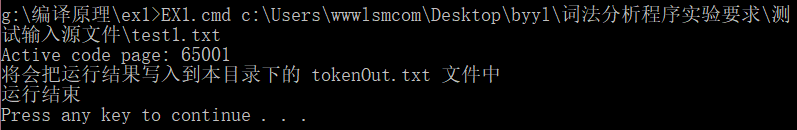 g:\编译原理\ex1>EX1.cmd c:\Users\wwwlsmcom\Desktop\byyl\词法分析程序实验要求\测
试输入源文件\test1.txt
Active code page: 65001
将会把运行结果写入到本目录下的 tokenOut.txt 文件中
运行结束
Press any key to continue . . .